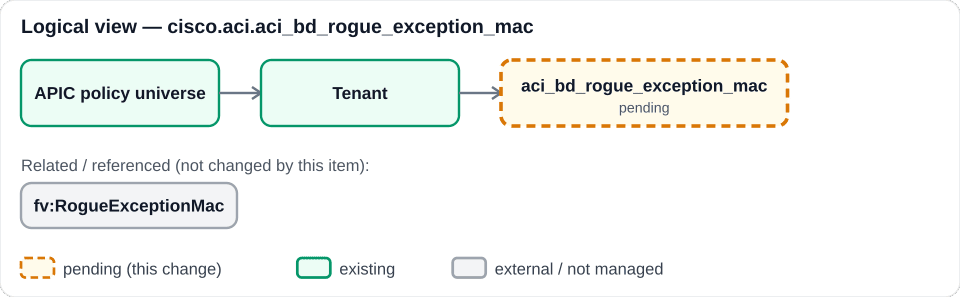 Logical view — cisco.aci.aci_bd_rogue_exception_mac
APIC policy universe
Tenant
aci_bd_rogue_exception_mac
pending
Related / referenced (not changed by this item):
fv:RogueExceptionMac
pending (this change)
existing
external / not managed